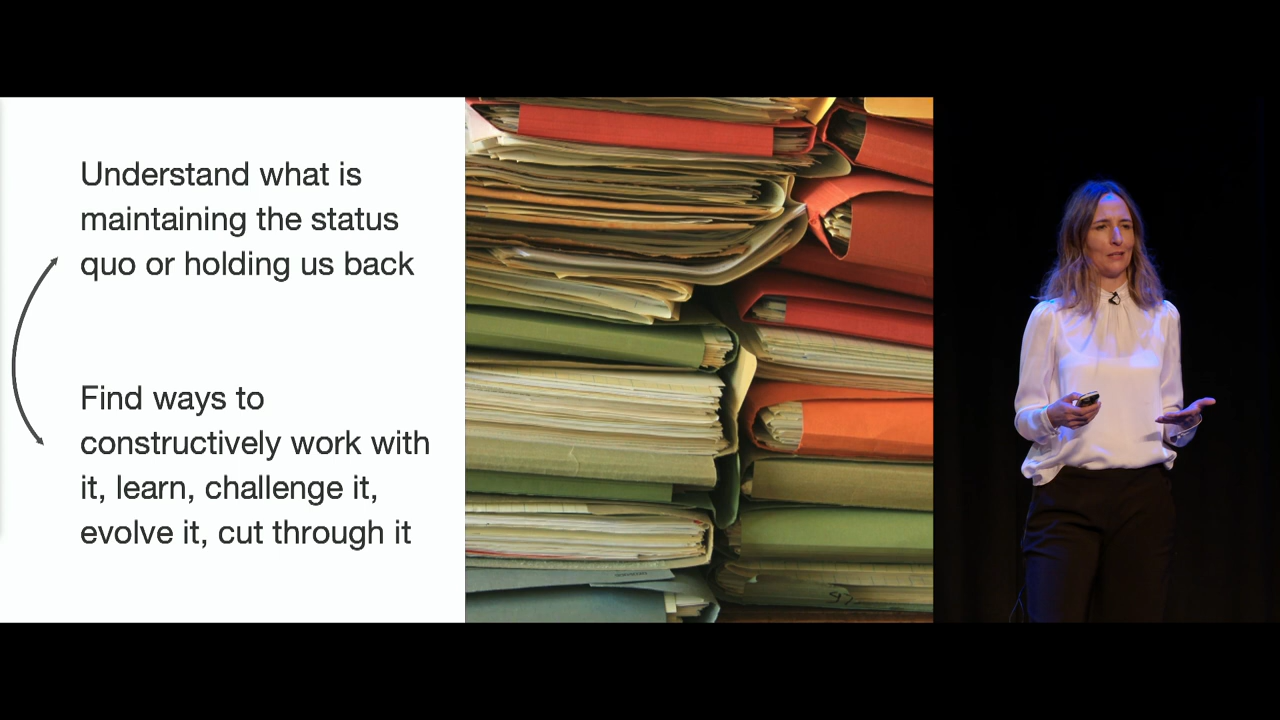 Understand what is
maintaining the status
quo or holding us back
Find ways to
constructively work with
it, learn, challenge it,
evolve it, cut through it